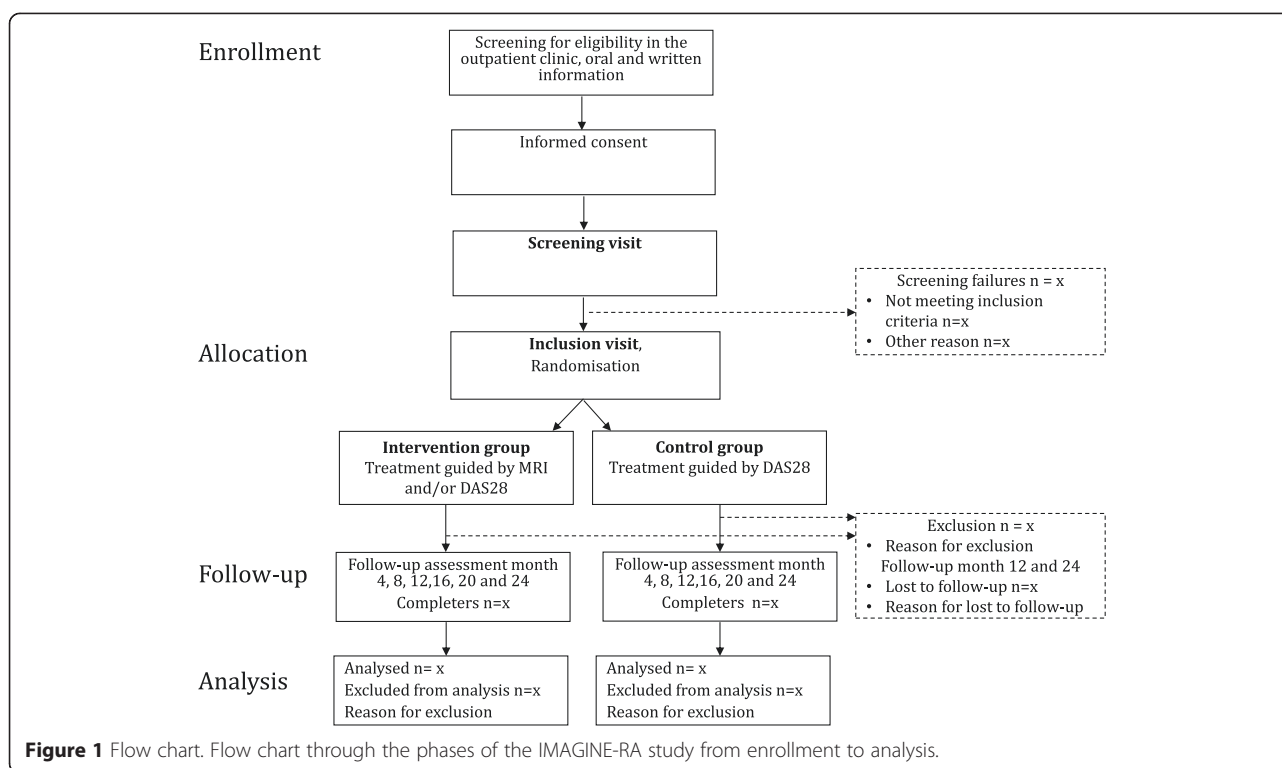 Enrollment
Screening for eligibility in the
outpatient clinic, oral and written
information
Informed consent
Screening visit
Screening failures n = x
• Not meeting inclusion
criteria n=x
• Other reason n=x
Allocation
Inclusion visit,
Randomisation
Intervention group
Treatment guided by MRI
and/or DAS28
Control group
Treatment guided by DAS28
Exclusion n = x
• Reason for exclusion
Follow-up month 12 and 24
• Lost to follow-up n=x
• Reason for lost to follow-up
Follow-up
Follow-up assessment month
4, 8, 12,16, 20 and 24
Completers n=x
Follow-up assessment month
4, 8, 12,16, 20 and 24
Completers n=x
Analysis
Analysed n= x
Excluded from analysis n=x
Reason for exclusion
Analysed n= x
Excluded from analysis n=x
Reason for exclusion
Figure 1 Flow chart. Flow chart through the phases of the IMAGINE-RA study from enrollment to analysis.